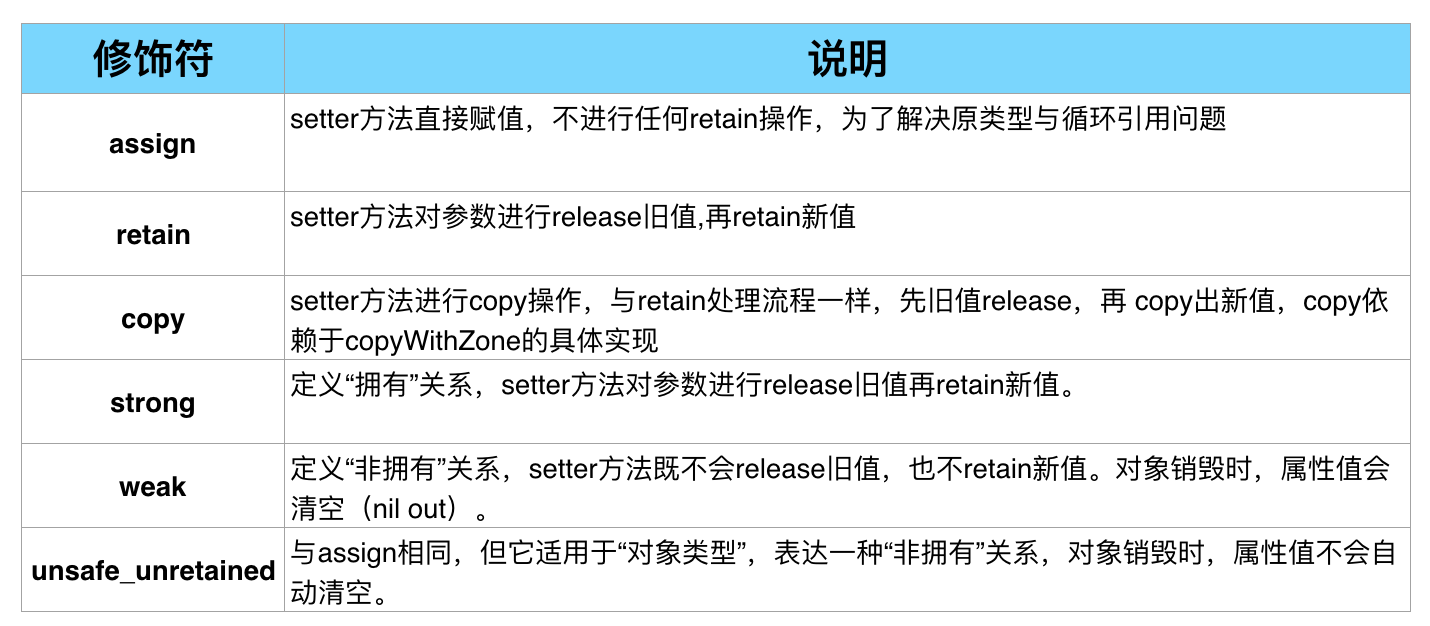 修饰符
说明
assign
setter方法直接赋值，不进行任何retain操作，为了解决原类型与循环引用问题
retain
setter方法对参数进行release旧值,再retain新值
copy
setter方法进行copy操作，与retain处理流程一样，先旧值release，再 copy出新值，copy依
赖于copyWithZone的具体实现
strong
定义“拥有”关系，setter方法对参数进行release旧值再retain新值。
weak
定义“非拥有”关系，setter方法既不会release旧值，也不retain新值。对象销毁时，属性值会
清空（nil out）。
unsafe_unretained
与assign相同，但它适用于“对象类型”，表达一种“非拥有”关系，对象销毁时，属性值不会自
动清空。